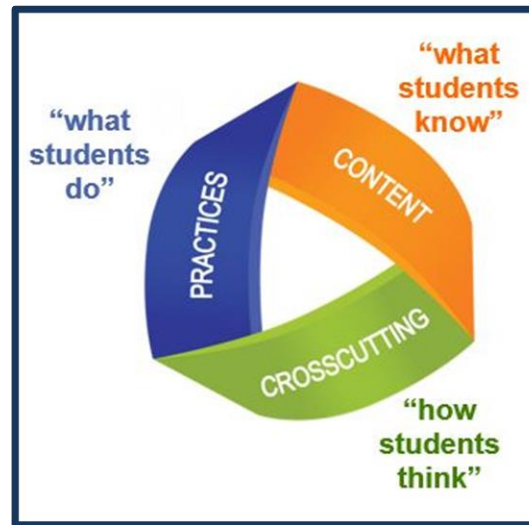 “what
students
do”
“what
students
know”
PRACTICES
CONTENT
CROSSCUTTING
“how
students
think”